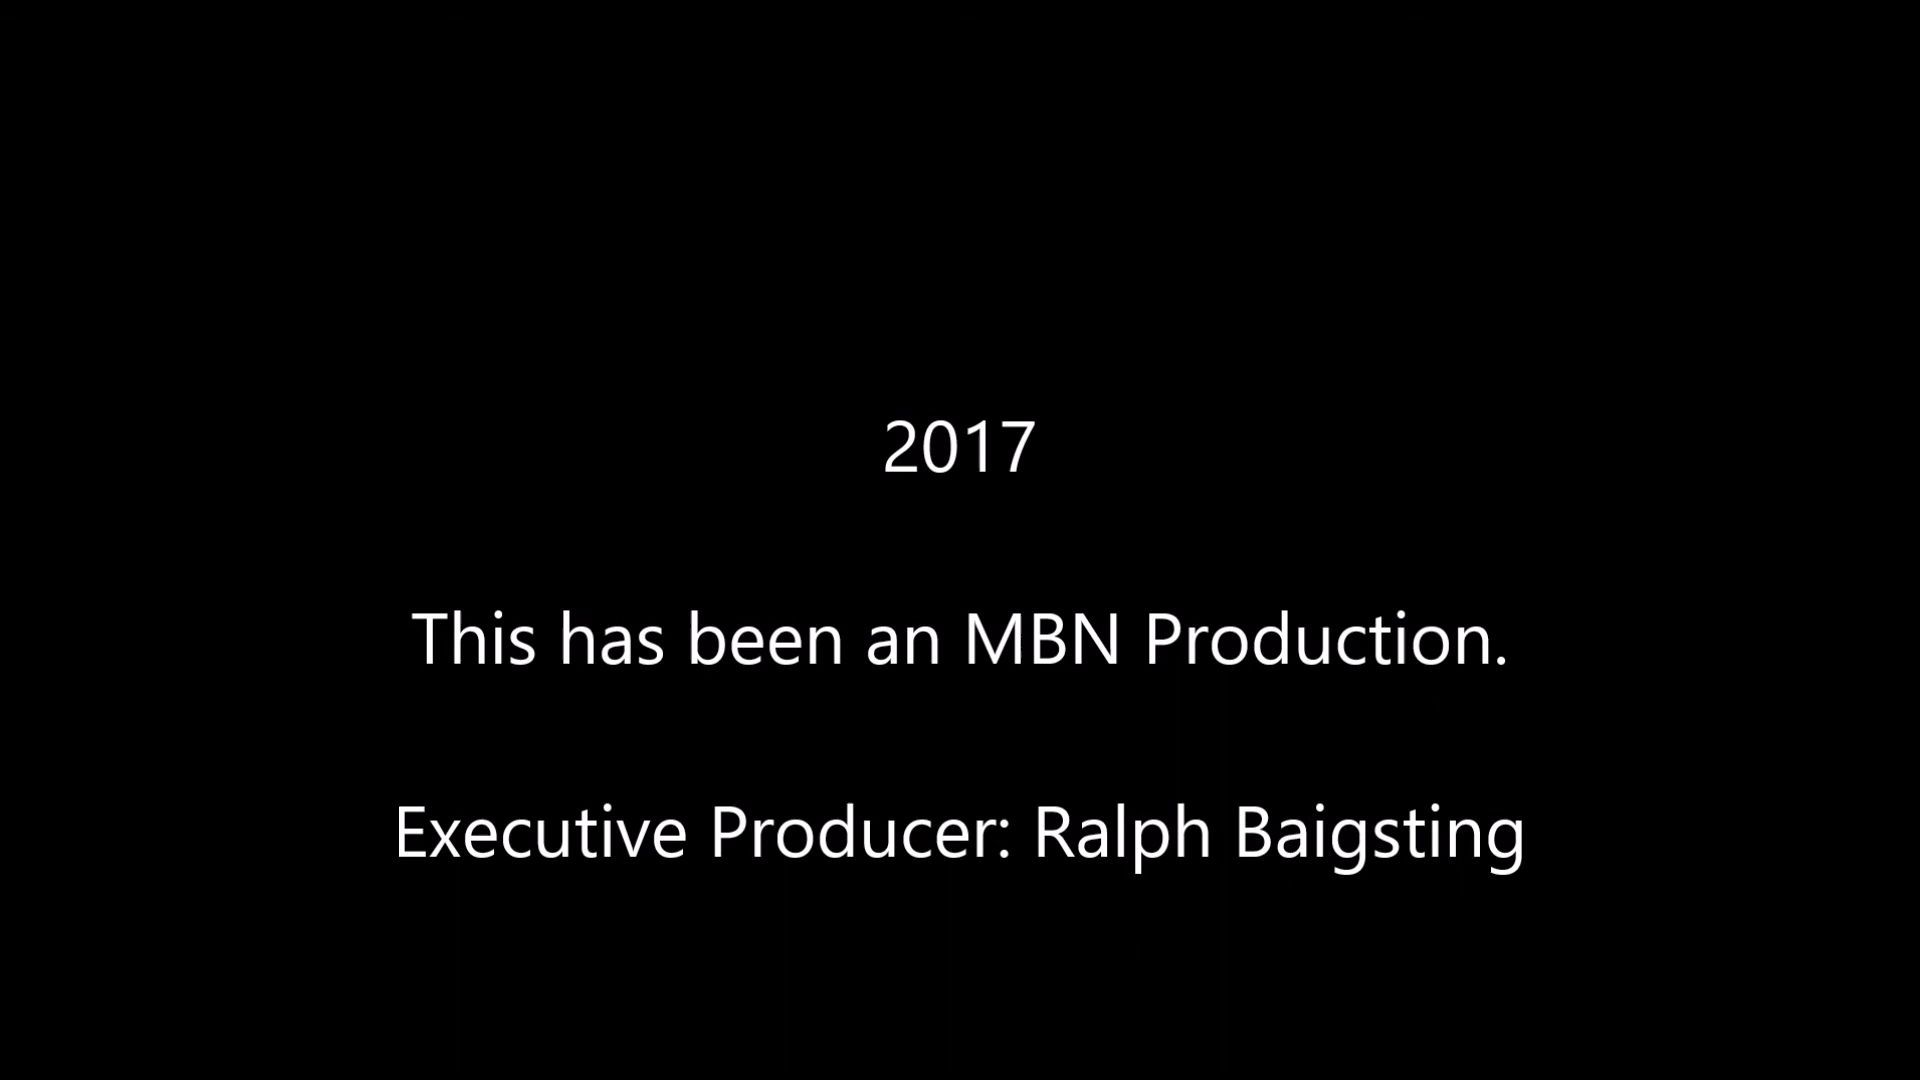 2017
This has been an MBN Production.
Executive Producer: Ralph Baigsting